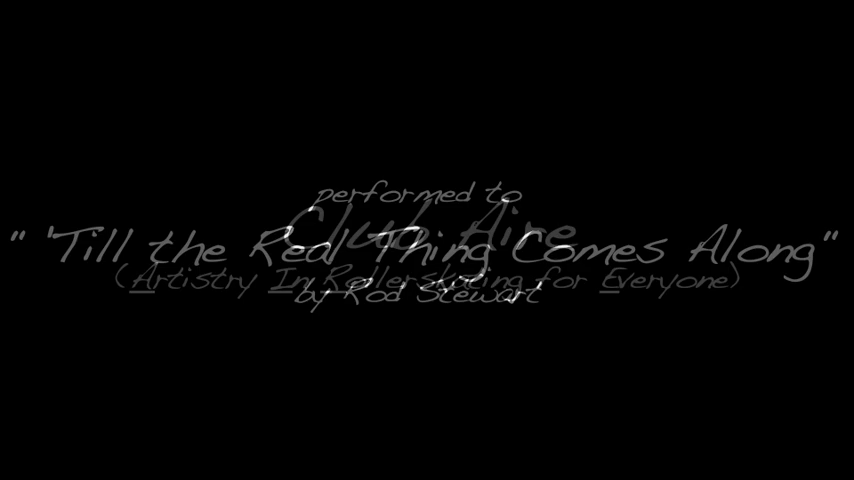 performed to
Club Aire
" 'Till the Real Thing Comes Along"
(Artistry In Rollerskating for Everyone)
by Rod Stewart